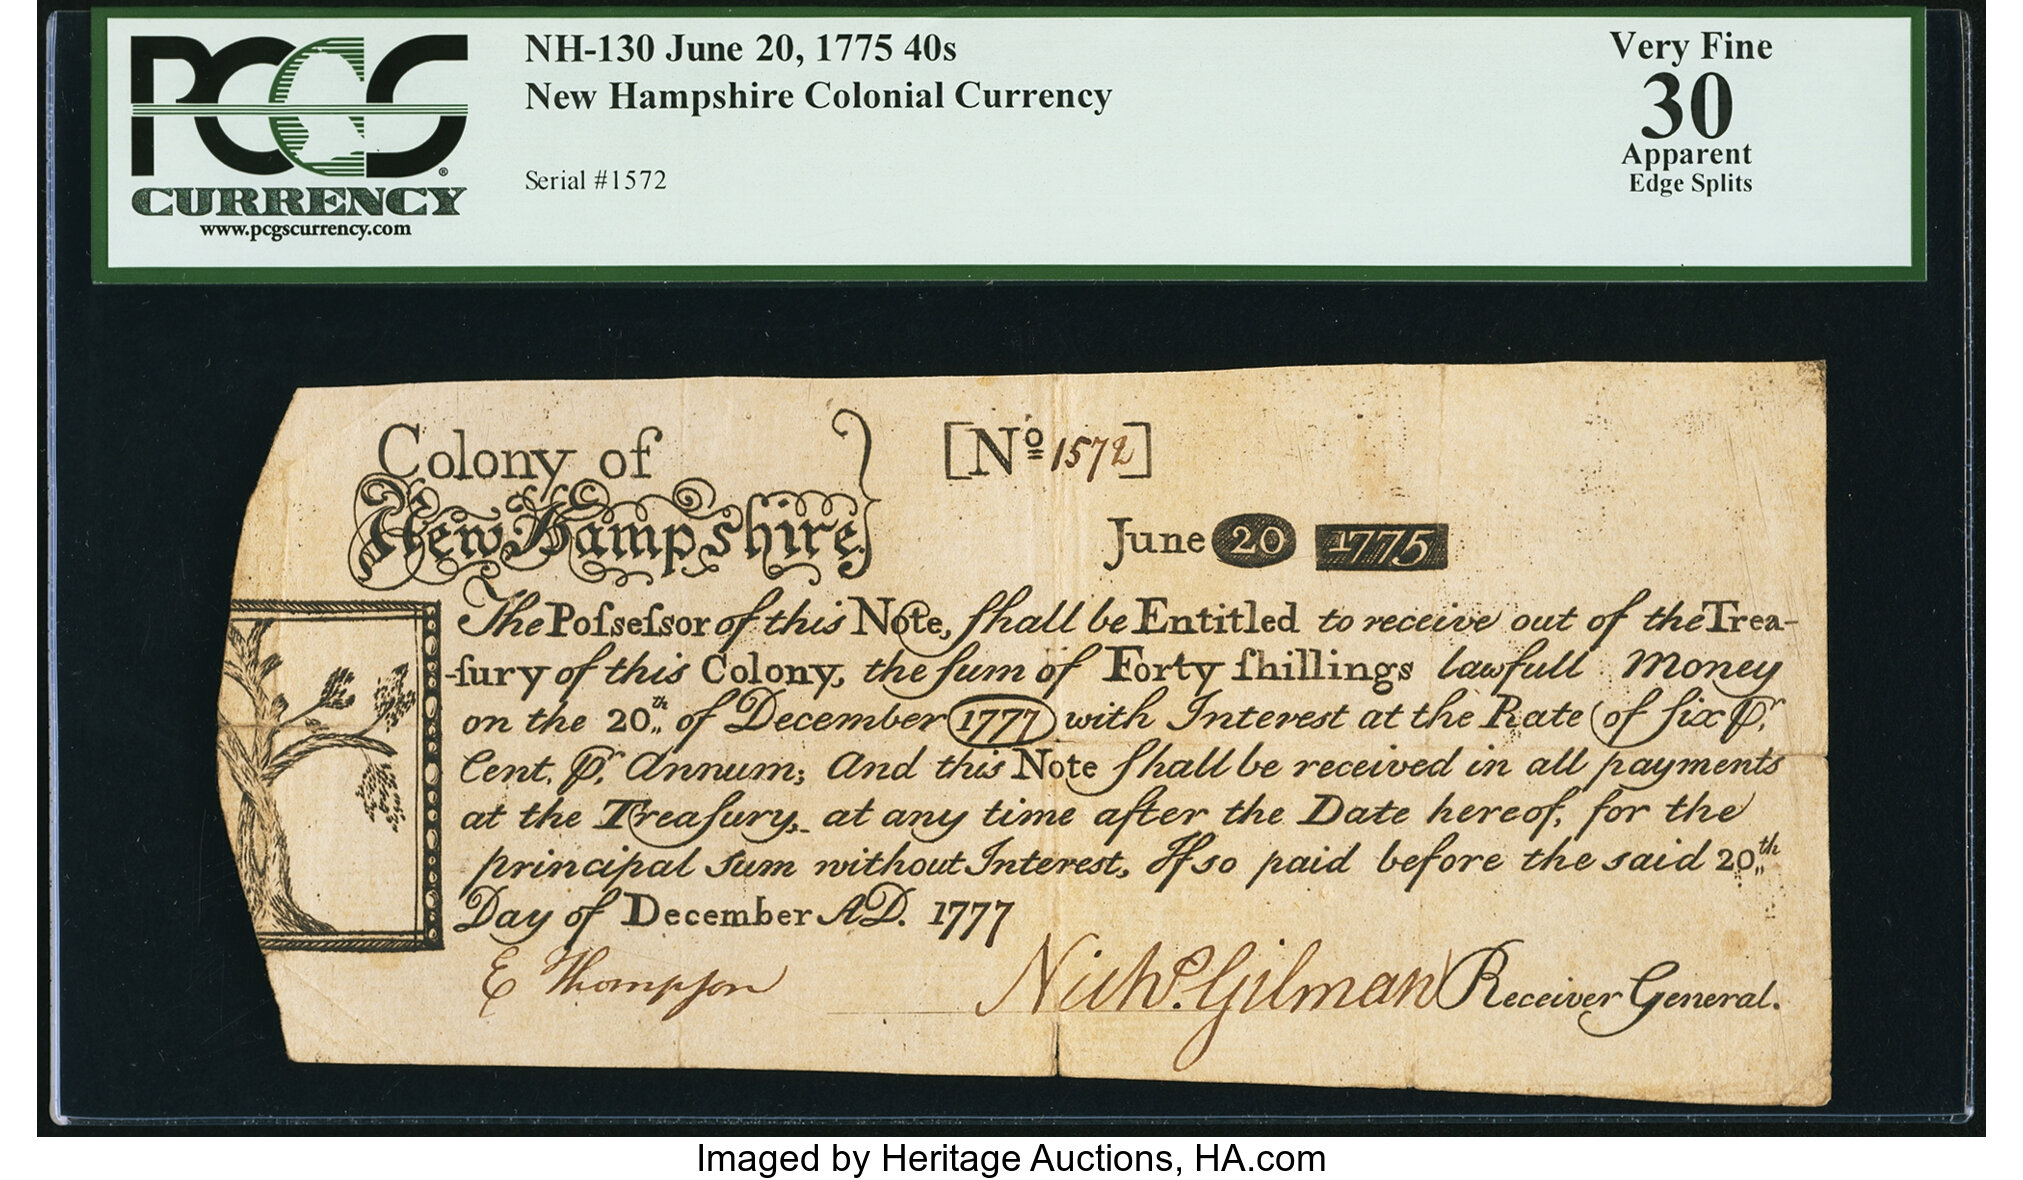 PCGS
CURRENCY
www.pcgscurrency.com
NH-130 June 20, 1775 40s
New Hampshire Colonial Currency
Serial #1572
Very Fine
30
Apparent
Edge Splits
Colony of
New Hampshire.
[No 1572]
June 20 1775
The Poſseſsor of this Note, ſhall be Entitled to receive out of the Trea-
-ſury of this Colony, the ſum of Forty ſhillings lawfull Money
on the 20.th of December 1777 with Interest at the Rate of ſix ⅌r.
Cent. ⅌r. Annum; And this Note ſhall be received in all payments
at the Treaſury, at any time after the Date hereof, for the
principal sum without Interest, If so paid before the said 20.th
Day of December AD. 1777
E Thompſon
Nichs. Gilman Receiver General.
Imaged by Heritage Auctions, HA.com